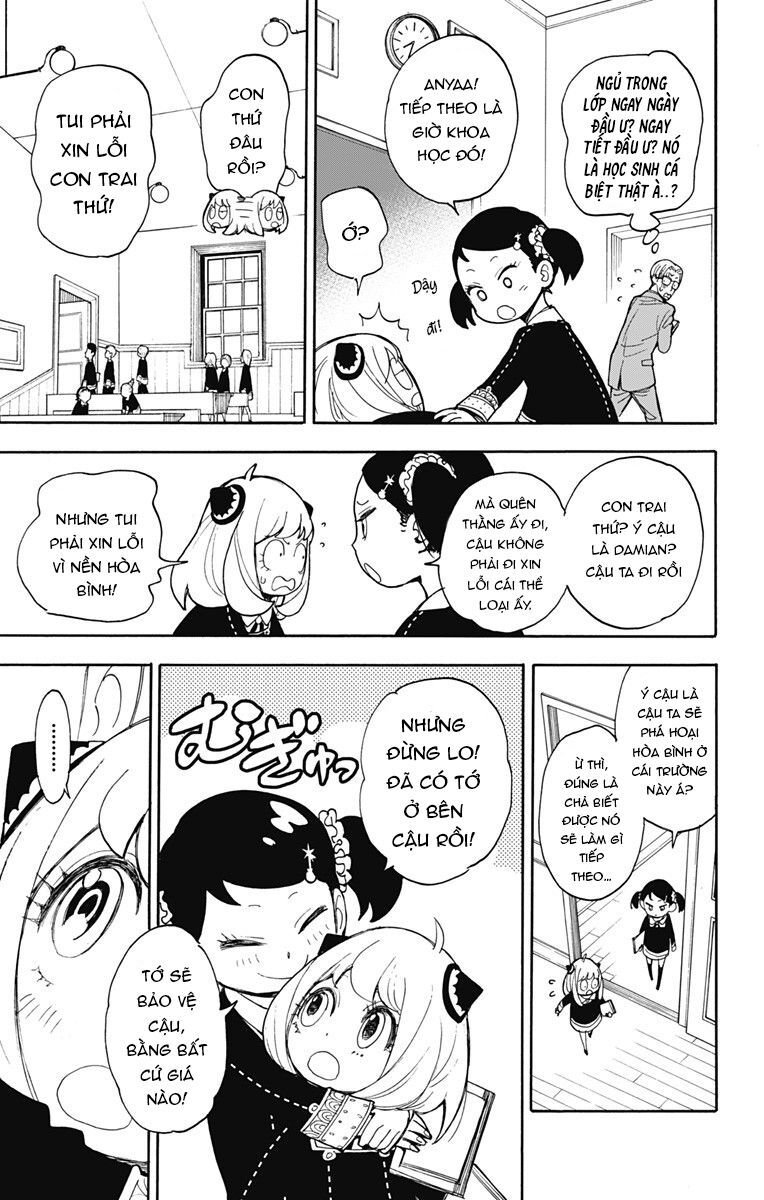 NGỦ TRONG
LỚP NGAY NGÀY
ĐẦU Ư? NGAY
TIẾT ĐẦU Ư? NÓ
LÀ HỌC SINH CÁ
BIỆT THẬT À..?
ANYAA!
TIẾP THEO LÀ
GIỜ KHOA
HỌC ĐÓ!
Ớ?
Dậy
đi!
CON
THỨ
ĐÂU
RỒI?
TUI PHẢI
XIN LỖI
CON TRAI
THỨ!
CON TRAI
THỨ? Ý CẬU
LÀ DAMIAN?
CẬU TA ĐI RỒI
MÀ QUÊN
THẰNG ẤY ĐI,
CẬU KHÔNG
PHẢI ĐI XIN
LỖI CÁI THỂ
LOẠI ẤY.
NHƯNG TUI
PHẢI XIN LỖI
VÌ NỀN HÒA
BÌNH!
Ý CẬU LÀ
CẬU TA SẼ
PHÁ HOẠI
HÒA BÌNH Ở
CÁI TRƯỜNG
NÀY Á?
Ừ THÌ,
ĐÚNG LÀ
CHẢ BIẾT
ĐƯỢC NÓ
SẼ LÀM GÌ
TIẾP
THEO...
NHƯNG
ĐỪNG LO!
ĐÃ CÓ TỚ
Ở BÊN
CẬU RỒI!
むぎゅっ
TỚ SẼ
BẢO VỆ
CẬU,
BẰNG BẤT
CỨ GIÁ
NÀO!
.........